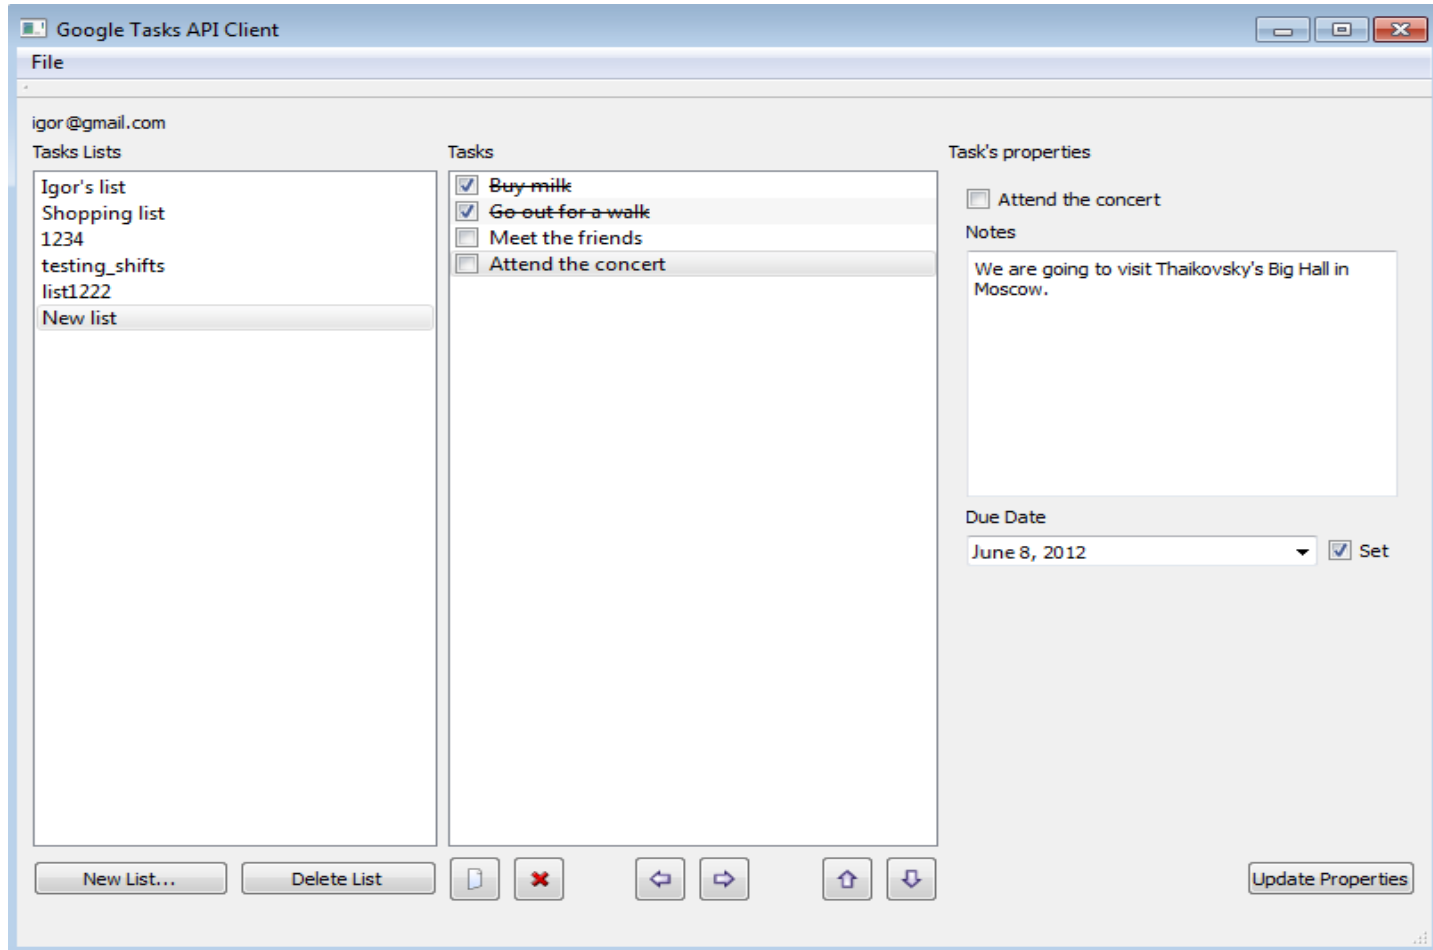 Google Tasks API Client
File
igor@gmail.com
Tasks Lists
Igor's list
Shopping list
1234
testing_shifts
list1222
New list
Tasks
Buy milk
Go out for a walk
Meet the friends
Attend the concert
Task's properties
Attend the concert
Notes
We are going to visit Thaikovsky's Big Hall in
Moscow.
Due Date
June 8, 2012
Set
New List...
Delete List
Update Properties